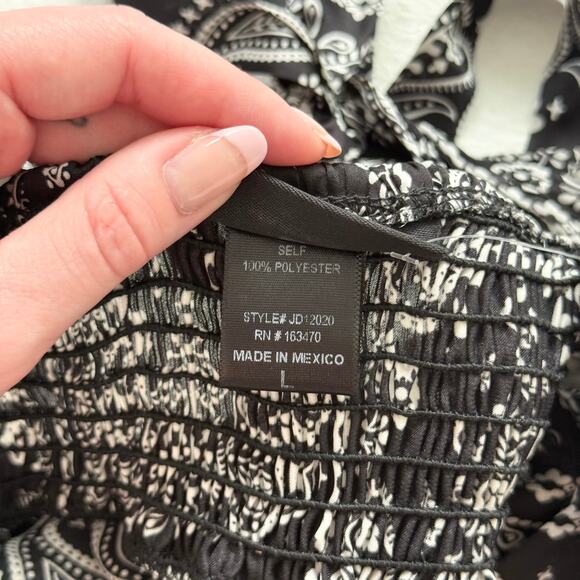 SELF
100% POLYESTER
STYLE# JD12020
RN # 163470
MADE IN MEXICO
L